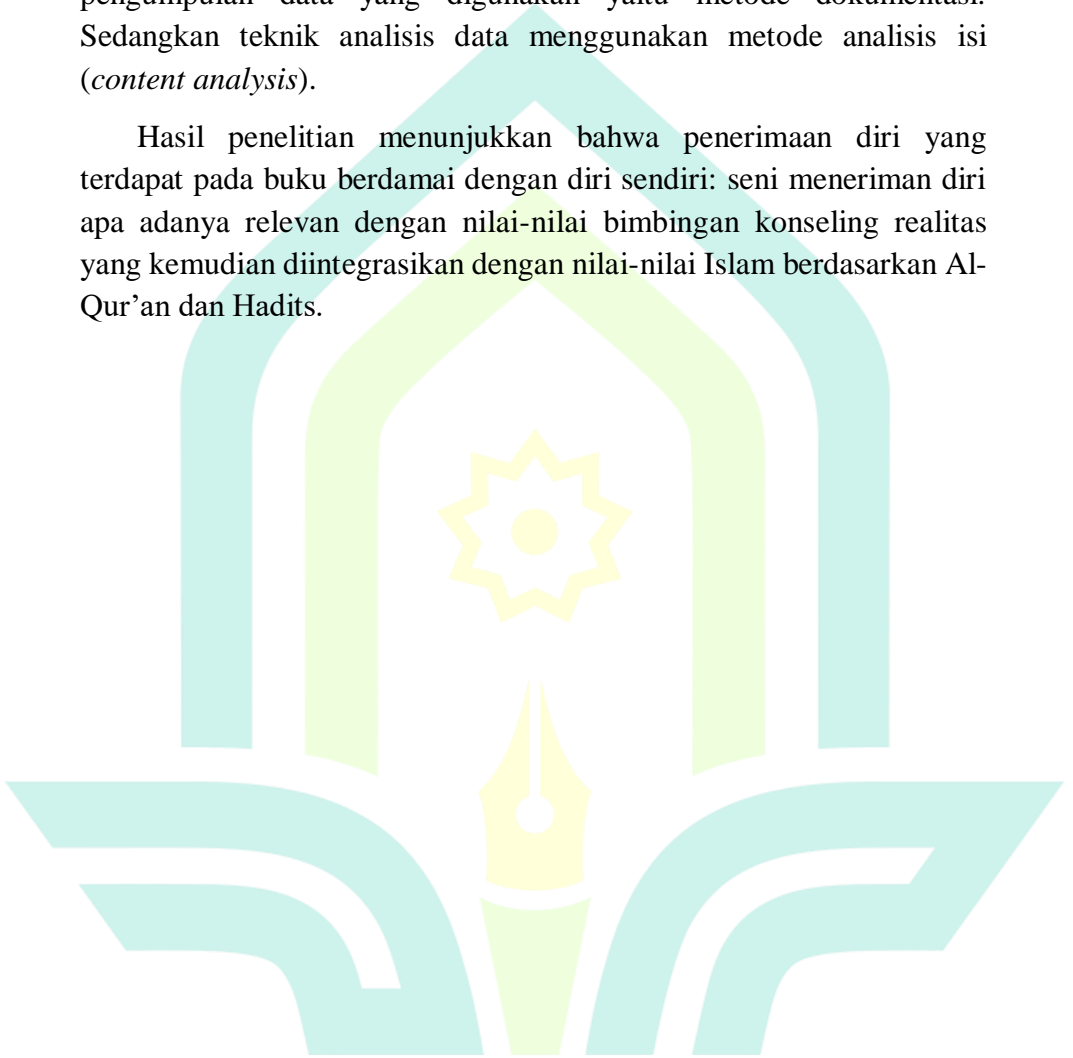 pengumpulan data yang digunakan yaitu metode dokumentasi.
Sedangkan teknik analisis data menggunakan metode analisis isi
(content analysis).
Hasil penelitian menunjukkan bahwa penerimaan diri yang
terdapat pada buku berdamai dengan diri sendiri: seni meneriman diri
apa adanya relevan dengan nilai-nilai bimbingan konseling realitas
yang kemudian diintegrasikan dengan nilai-nilai Islam berdasarkan Al-
Qur’an dan Hadits.